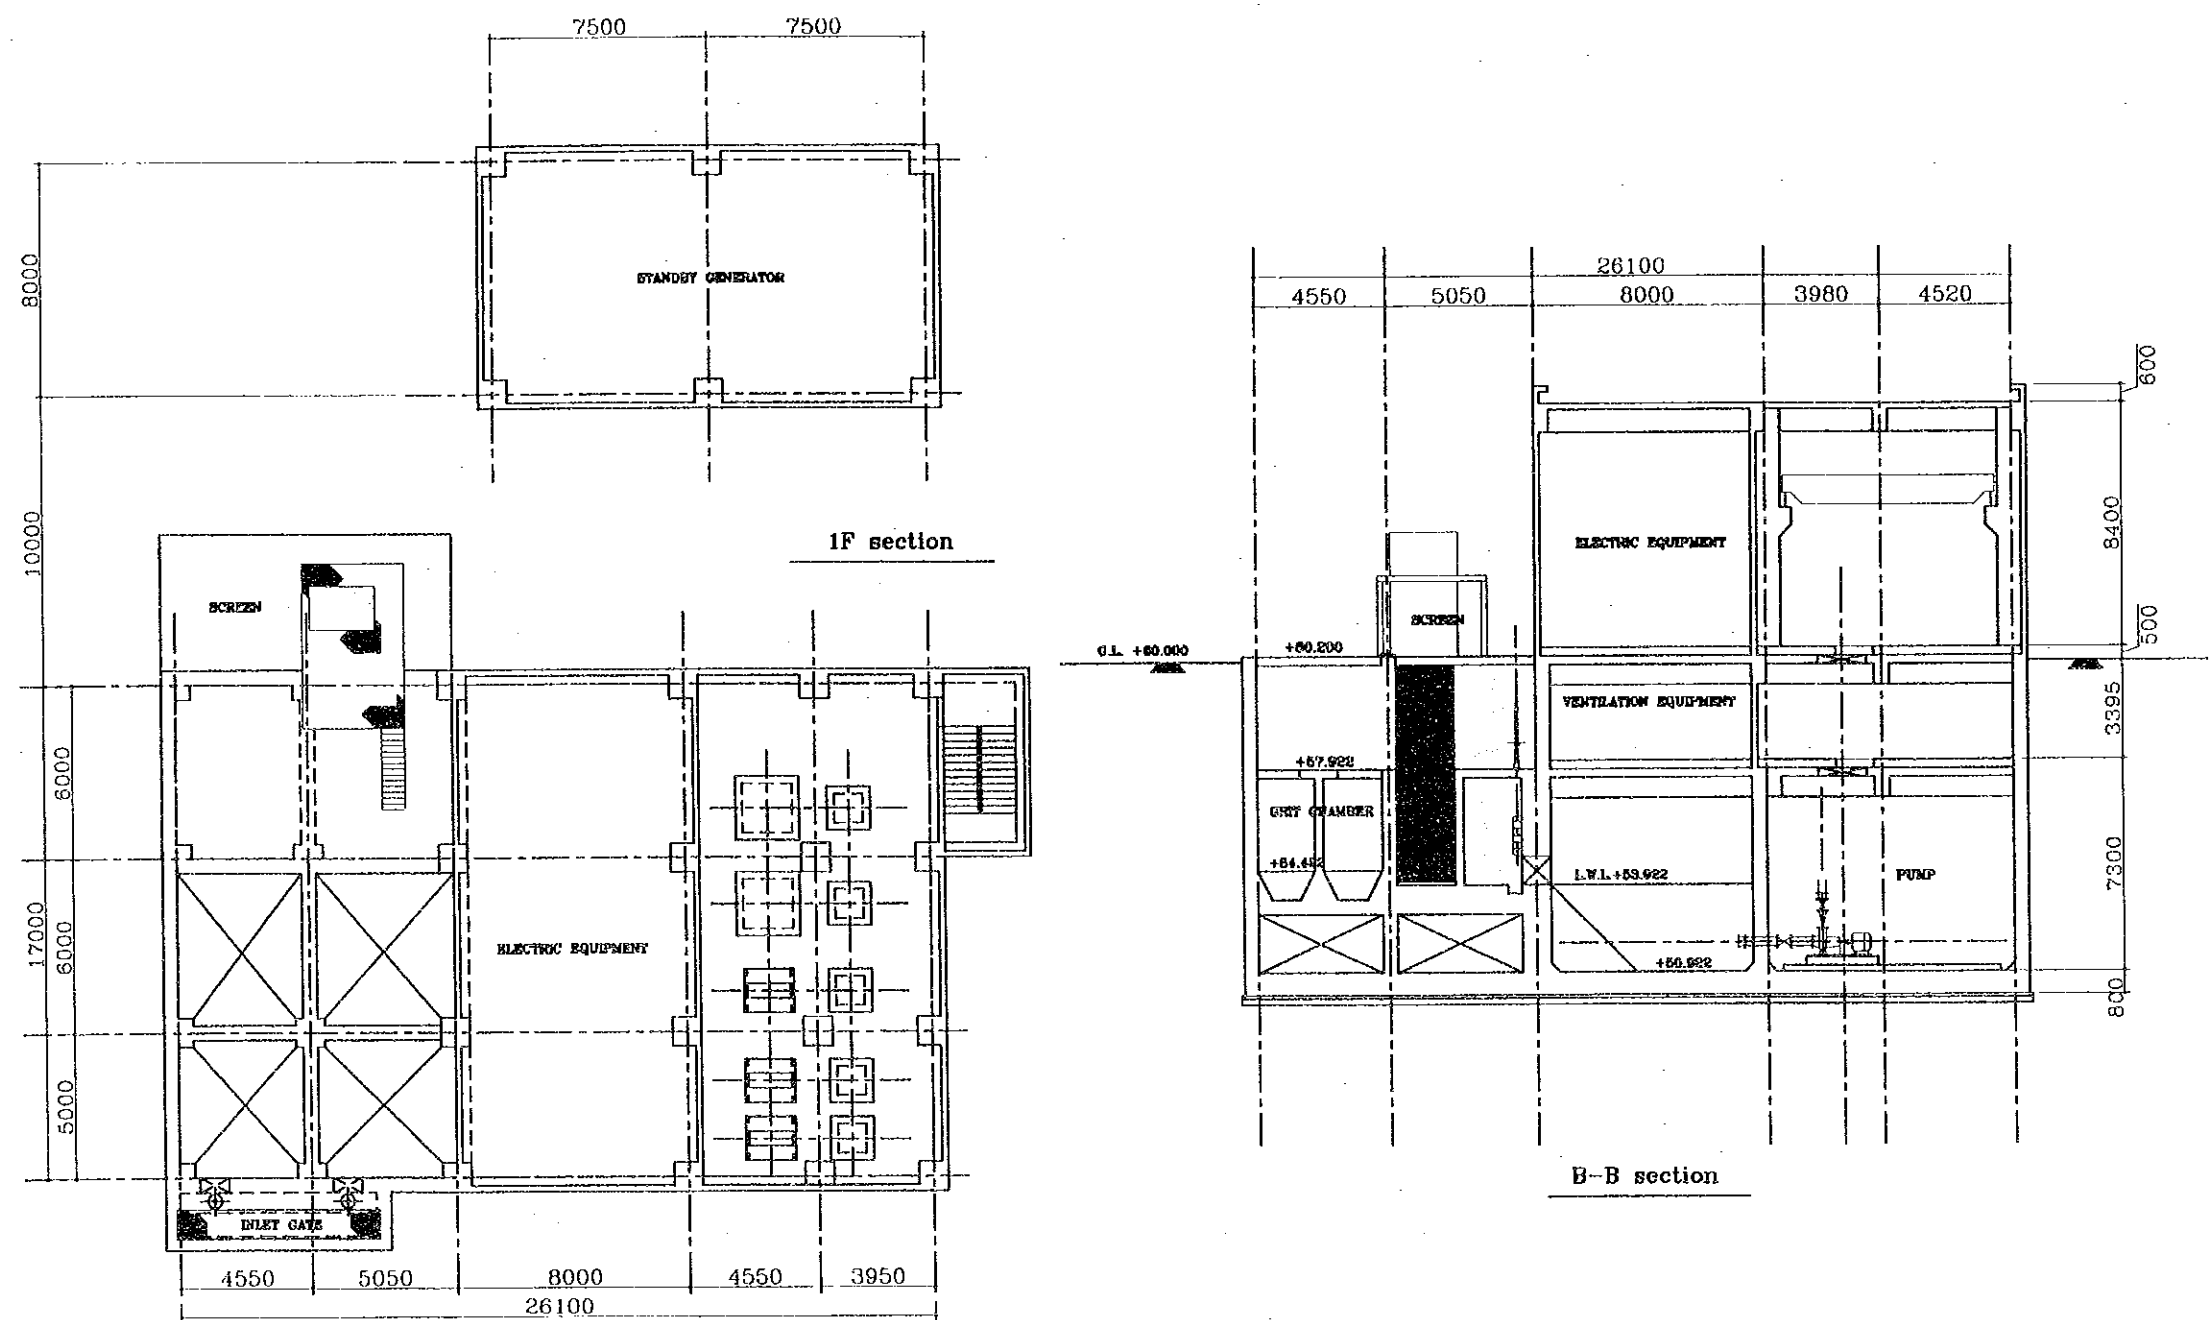 7500
7500
8000
STANDBY GENERATOR
10000
1F section
SCREEN
6000
17000
6000
ELECTRIC EQUIPMENT
5000
INLET GATE
4550
5050
8000
4550
3950
26100
26100
4550
5050
8000
3980
4520
600
ELECTRIC EQUIPMENT
8400
SCREEN
G.L. +60.000
+60.200
500
VENTILATION EQUIPMENT
3395
+57.922
GRIT CHAMBER
+54.422
L.W.L +53.922
PUMP
7300
+50.922
800
B-B section